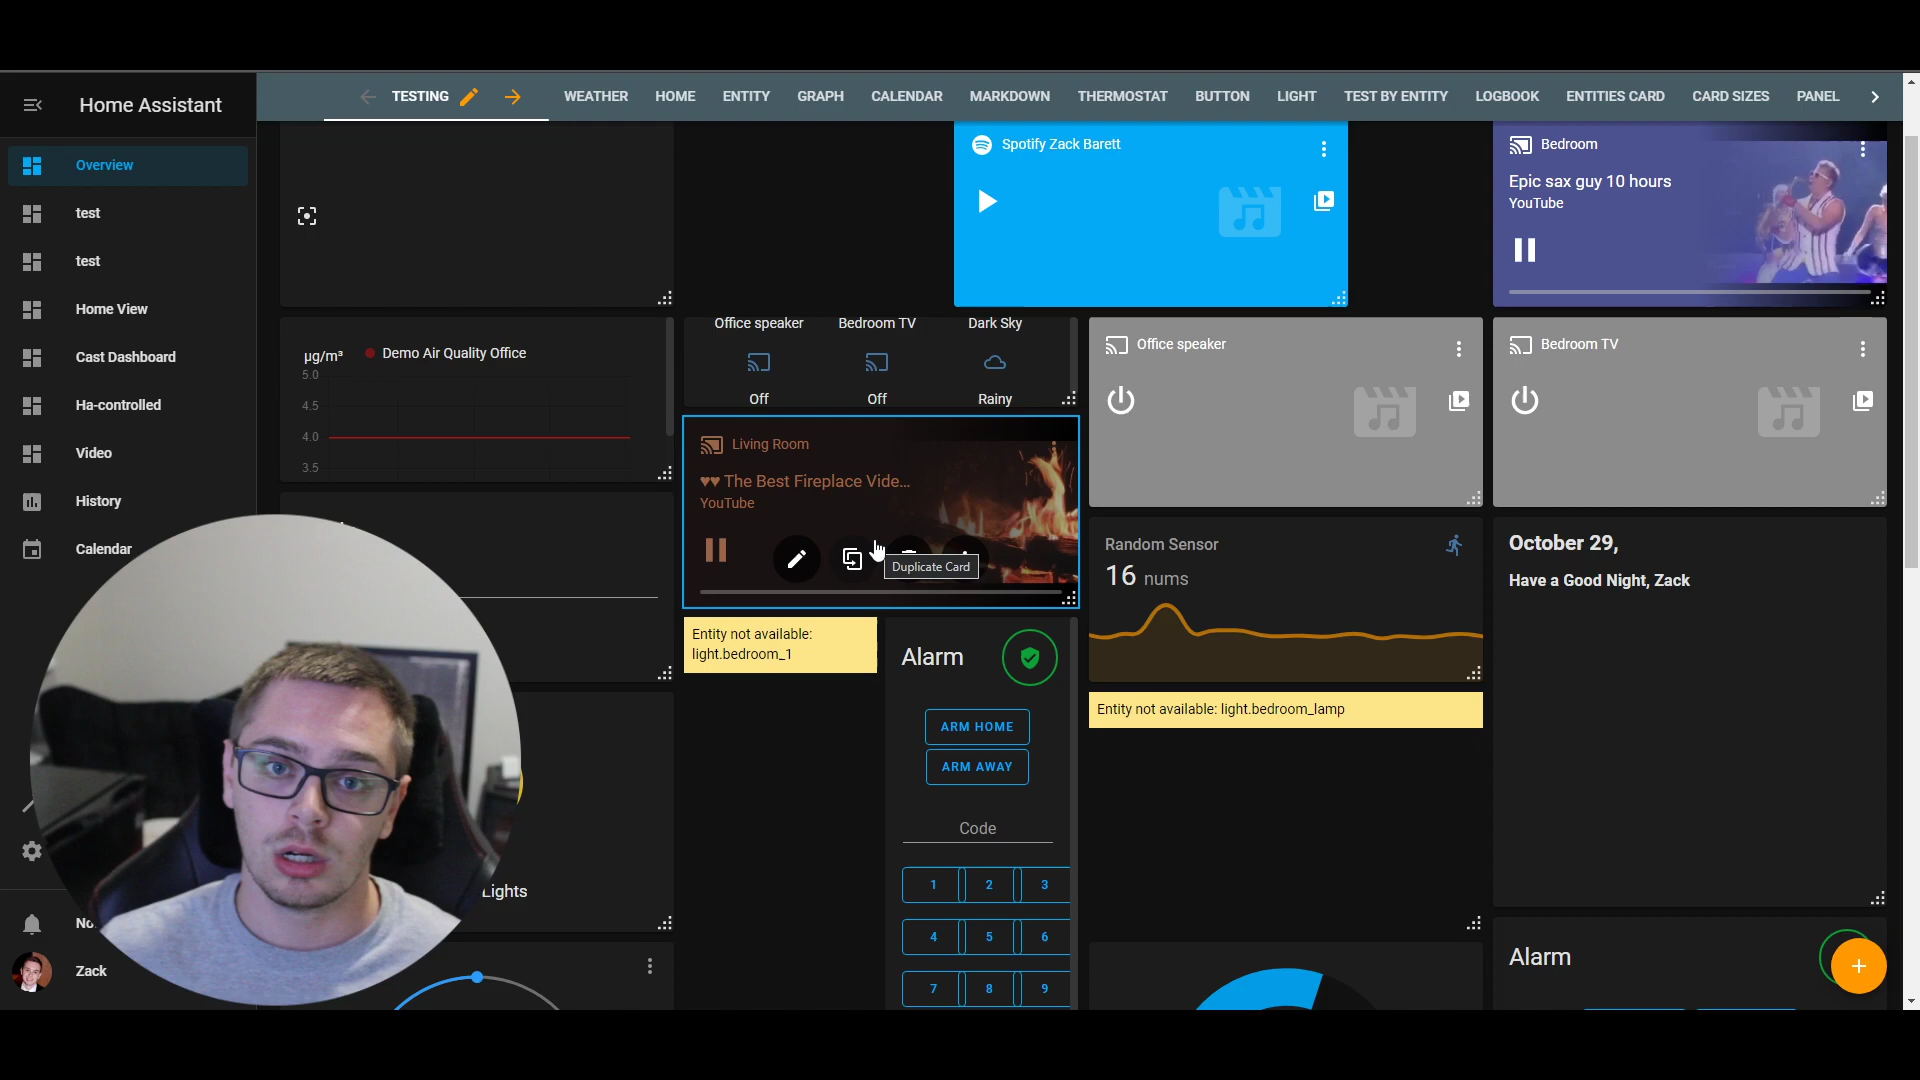 Home Assistant
TESTING
WEATHER
HOME
ENTITY
GRAPH
CALENDAR
MARKDOWN
THERMOSTAT
BUTTON
LIGHT
TEST BY ENTITY
LOGBOOK
ENTITIES CARD
CARD SIZES
PANEL
Overview
test
test
Home View
Cast Dashboard
Ha-controlled
Video
History
Calendar
Zack
Spotify Zack Barett
Bedroom
Epic sax guy 10 hours
YouTube
µg/m³
Demo Air Quality Office
5.0
4.5
4.0
3.5
Office speaker
Bedroom TV
Dark Sky
Off
Off
Rainy
Office speaker
Bedroom TV
Living Room
♥♥ The Best Fireplace Vide...
YouTube
Duplicate Card
Random Sensor
16 nums
October 29,
Have a Good Night, Zack
Entity not available:
light.bedroom_1
Alarm
ARM HOME
ARM AWAY
Code
1
2
3
4
5
6
7
8
9
Entity not available: light.bedroom_lamp
Lights
Alarm